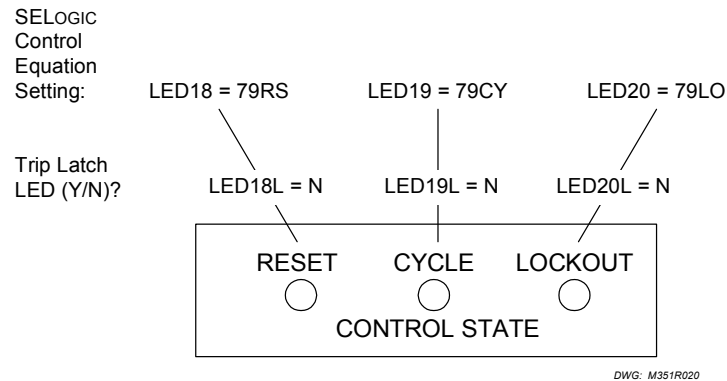 SELOGIC
Control
Equation
Setting: LED18 = 79RS LED19 = 79CY LED20 = 79LO
Trip Latch
LED (Y/N)? LED18L = N LED19L = N LED20L = N
RESET CYCLE LOCKOUT
CONTROL STATE
DWG: M351R020